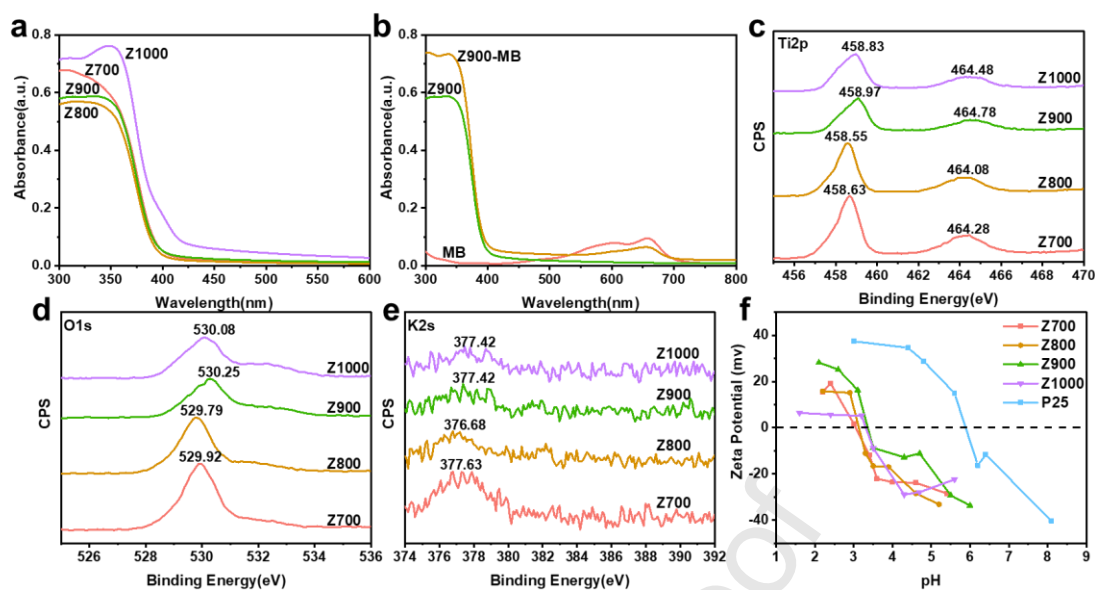 a
0.8
0.6
0.4
0.2
0.0
Absorbance(a.u.)
Z1000
Z700
Z900
Z800
300 350 400 450 500 550 600
Wavelength(nm)
b
0.8
0.6
0.4
0.2
0.0
Absorbance(a.u.)
Z900-MB
Z900
MB
300 400 500 600 700 800
Wavelength(nm)
c
Ti2p
CPS
458.83
464.48
Z1000
458.97
464.78
Z900
458.55
464.08
Z800
458.63
464.28
Z700
456 458 460 462 464 466 468 470
Binding Energy(eV)
d
O1s
CPS
530.08
Z1000
530.25
Z900
529.79
Z800
529.92
Z700
526 528 530 532 534 536
Binding Energy(eV)
e
K2s
CPS
377.42
Z1000
377.42
Z900
376.68
Z800
377.63
Z700
374 376 378 380 382 384 386 388 390 392
Binding Energy(eV)
f
40
20
0
-20
-40
Zeta Potential (mv)
Z700
Z800
Z900
Z1000
P25
1 2 3 4 5 6 7 8 9
pH
oof